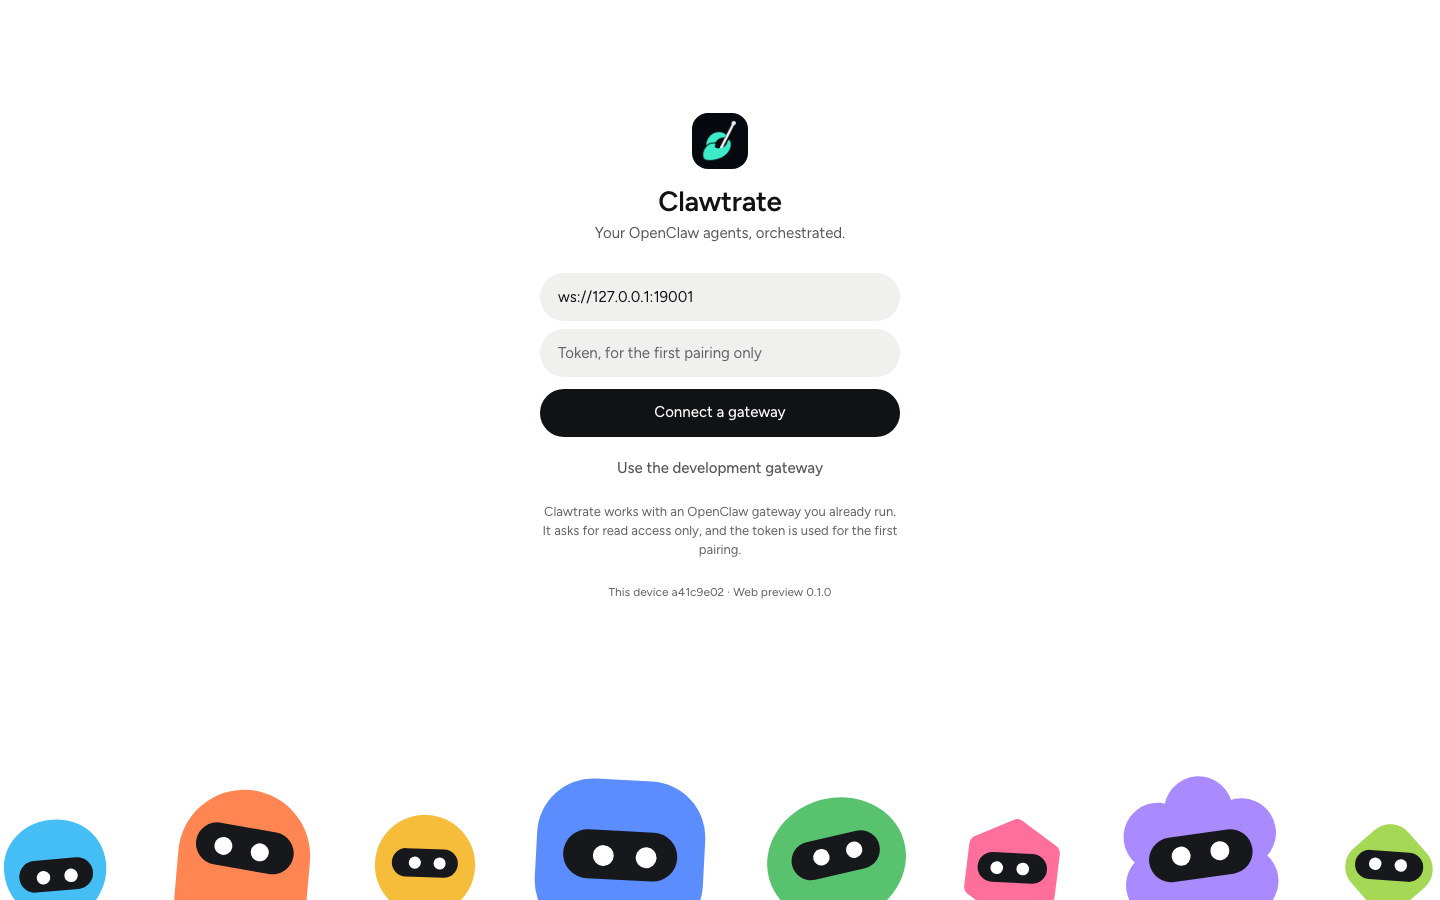 Clawtrate
Your OpenClaw agents, orchestrated.
ws://127.0.0.1:19001
Token, for the first pairing only
Connect a gateway
Use the development gateway
Clawtrate works with an OpenClaw gateway you already run.
It asks for read access only, and the token is used for the first
pairing.
This device a41c9e02 · Web preview 0.1.0